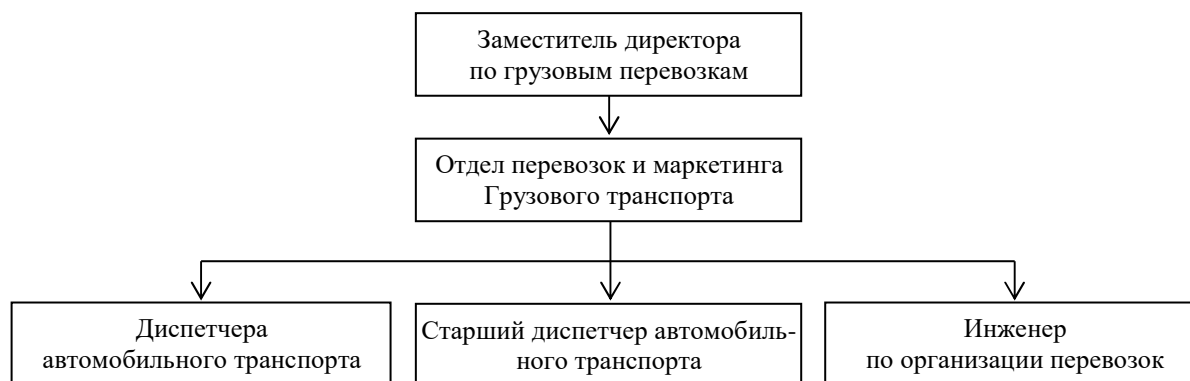 Заместитель директора
по грузовым перевозкам
Отдел перевозок и маркетинга
Грузового транспорта
Диспетчера
автомобильного транспорта
Старший диспетчер автомобиль-
ного транспорта
Инженер
по организации перевозок